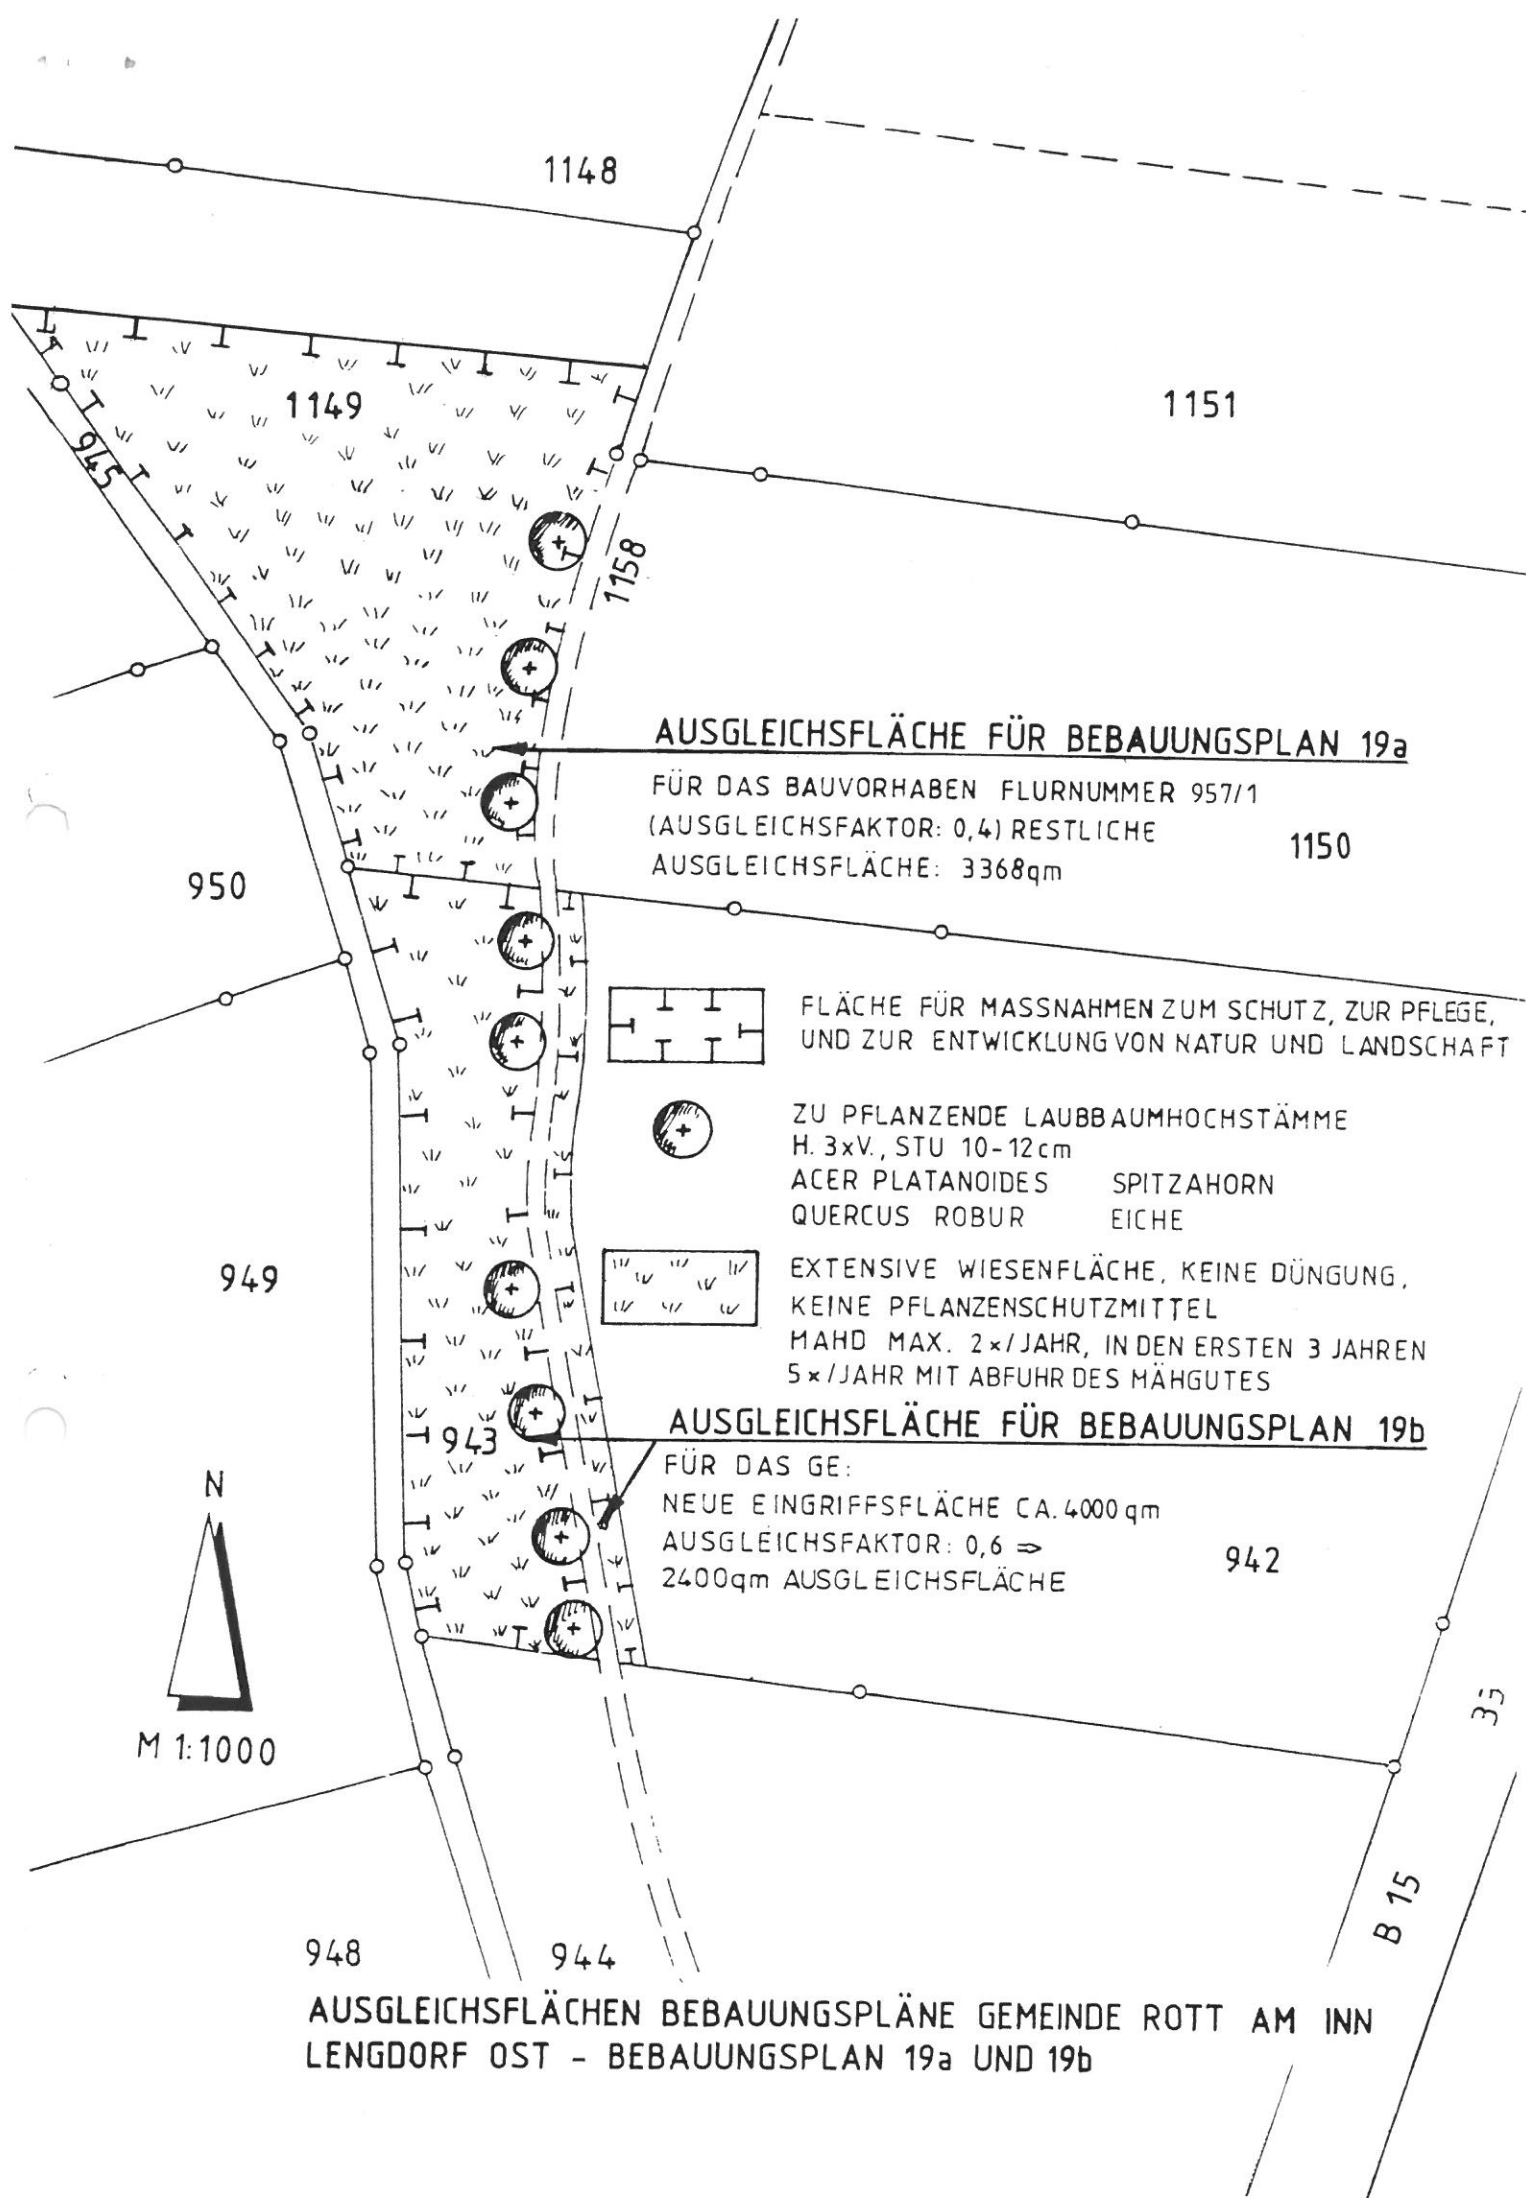 1148
1149
1151
945
1158
AUSGLEICHSFLÄCHE FÜR BEBAUUNGSPLAN 19a
FÜR DAS BAUVORHABEN FLURNUMMER 957/1
(AUSGLEICHSFAKTOR: 0,4) RESTLICHE
AUSGLEICHSFLÄCHE: 3368qm
1150
950
FLÄCHE FÜR MASSNAHMEN ZUM SCHUTZ, ZUR PFLEGE,
UND ZUR ENTWICKLUNG VON NATUR UND LANDSCHAFT
ZU PFLANZENDE LAUBBAUMHOCHSTÄMME
H. 3xV., STU 10-12cm
ACER PLATANOIDES SPITZAHORN
QUERCUS ROBUR EICHE
949
EXTENSIVE WIESENFLÄCHE, KEINE DÜNGUNG,
KEINE PFLANZENSCHUTZMITTEL
MAHD MAX. 2x/JAHR, IN DEN ERSTEN 3 JAHREN
5x/JAHR MIT ABFUHR DES MÄHGUTES
943
AUSGLEICHSFLÄCHE FÜR BEBAUUNGSPLAN 19b
FÜR DAS GE:
NEUE EINGRIFFSFLÄCHE CA. 4000qm
AUSGLEICHSFAKTOR: 0,6 ⇒
2400qm AUSGLEICHSFLÄCHE
942
N
M 1:1000
B 15
948
944
AUSGLEICHSFLÄCHEN BEBAUUNGSPLÄNE GEMEINDE ROTT AM INN
LENGDORF OST - BEBAUUNGSPLAN 19a UND 19b